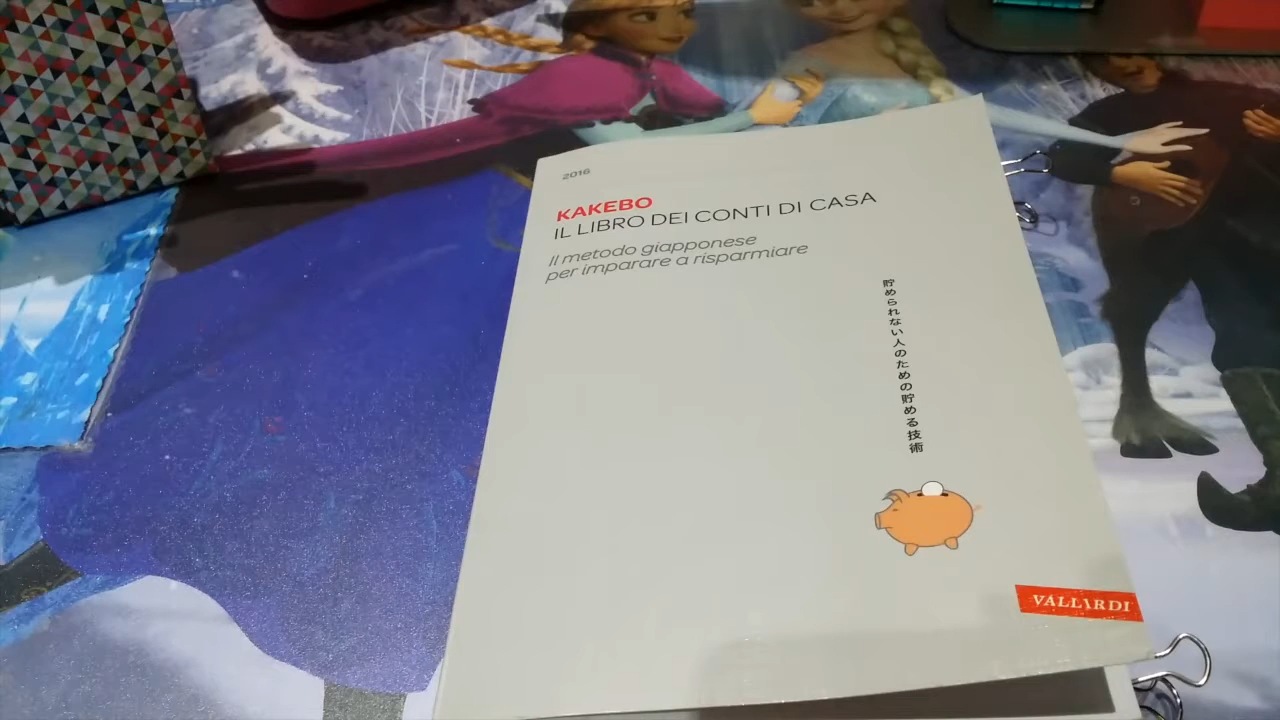 2016
KAKEBO
IL LIBRO DEI CONTI DI CASA
Il metodo giapponese
per imparare a risparmiare
貯められない人のための貯める技術
VALLARDI